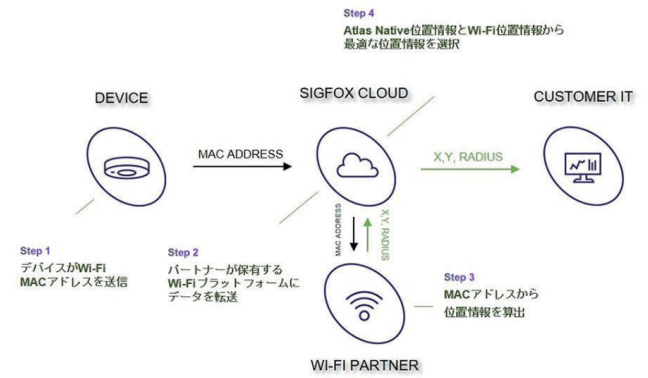 Step 4
Atlas Native位置情報とWi-Fi位置情報から
最適な位置情報を選択
DEVICE
SIGFOX CLOUD
CUSTOMER IT
MAC ADDRESS
X,Y, RADIUS
MAC ADDRESS
X,Y, RADIUS
Step 1
デバイスがWi-Fi
MACアドレスを送信
Step 2
パートナーが保有する
Wi-Fiプラットフォームに
データを転送
Step 3
MACアドレスから
位置情報を算出
WI-FI PARTNER